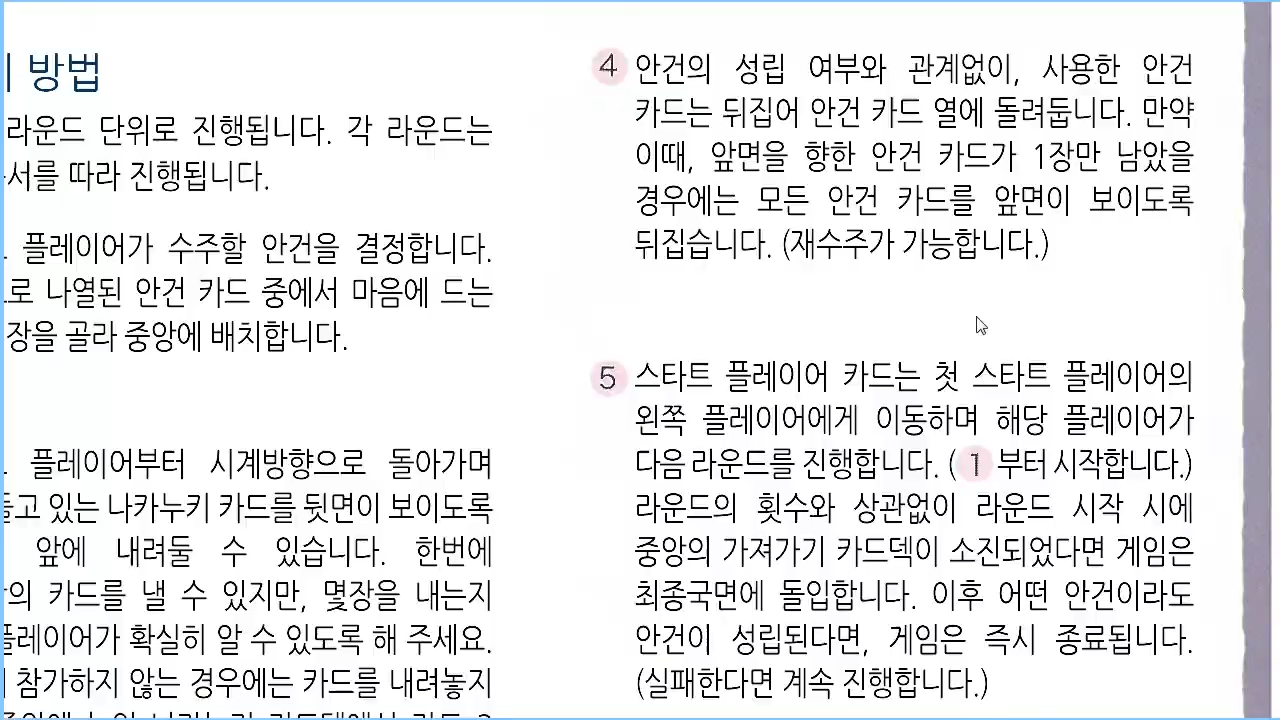 방법
라운드 단위로 진행됩니다. 각 라운드는
따라 진행됩니다.
플레이어가 수주할 안건을 결정합니다.
나열된 안건 카드 중에서 마음에 드는
장을 골라 중앙에 배치합니다.
플레이어부터 시계방향으로 돌아가며
있는 나카누키 카드를 뒷면이 보이도록
앞에 내려둘 수 있습니다. 한번에
카드를 낼 수 있지만, 몇장을 내는지
플레이어가 확실히 알 수 있도록 해 주세요.
참가하지 않는 경우에는 카드를 내려놓지
4 안건의 성립 여부와 관계없이, 사용한 안건
카드는 뒤집어 안건 카드 열에 돌려둡니다. 만약
이때, 앞면을 향한 안건 카드가 1장만 남았을
경우에는 모든 안건 카드를 앞면이 보이도록
뒤집습니다. (재수주가 가능합니다.)
5 스타트 플레이어 카드는 첫 스타트 플레이어의
왼쪽 플레이어에게 이동하며 해당 플레이어가
다음 라운드를 진행합니다. ( 1 부터 시작합니다.)
라운드의 횟수와 상관없이 라운드 시작 시에
중앙의 가져가기 카드덱이 소진되었다면 게임은
최종국면에 돌입합니다. 이후 어떤 안건이라도
안건이 성립된다면, 게임은 즉시 종료됩니다.
(실패한다면 계속 진행합니다.)